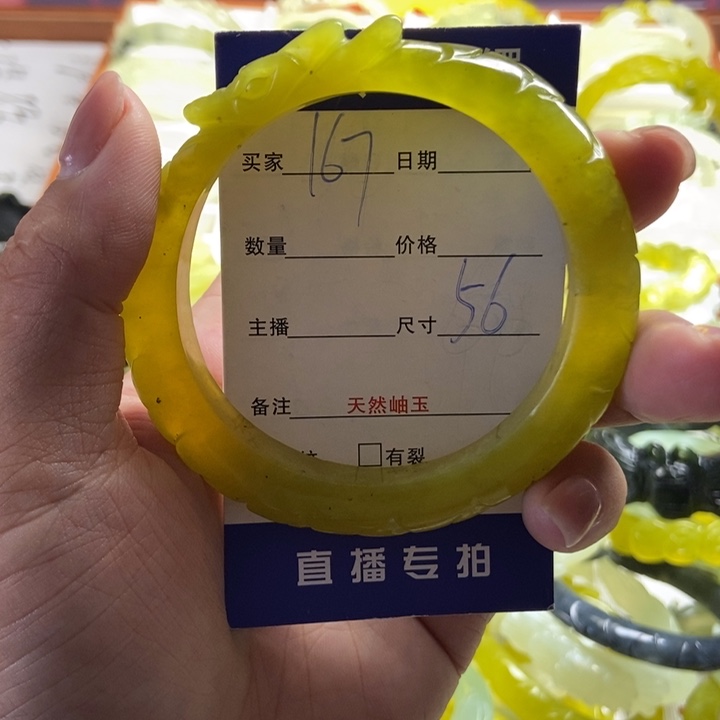 买家 167 日期
数量 价格
主播 尺寸 56
备注 天然岫玉
□有裂
直播专拍